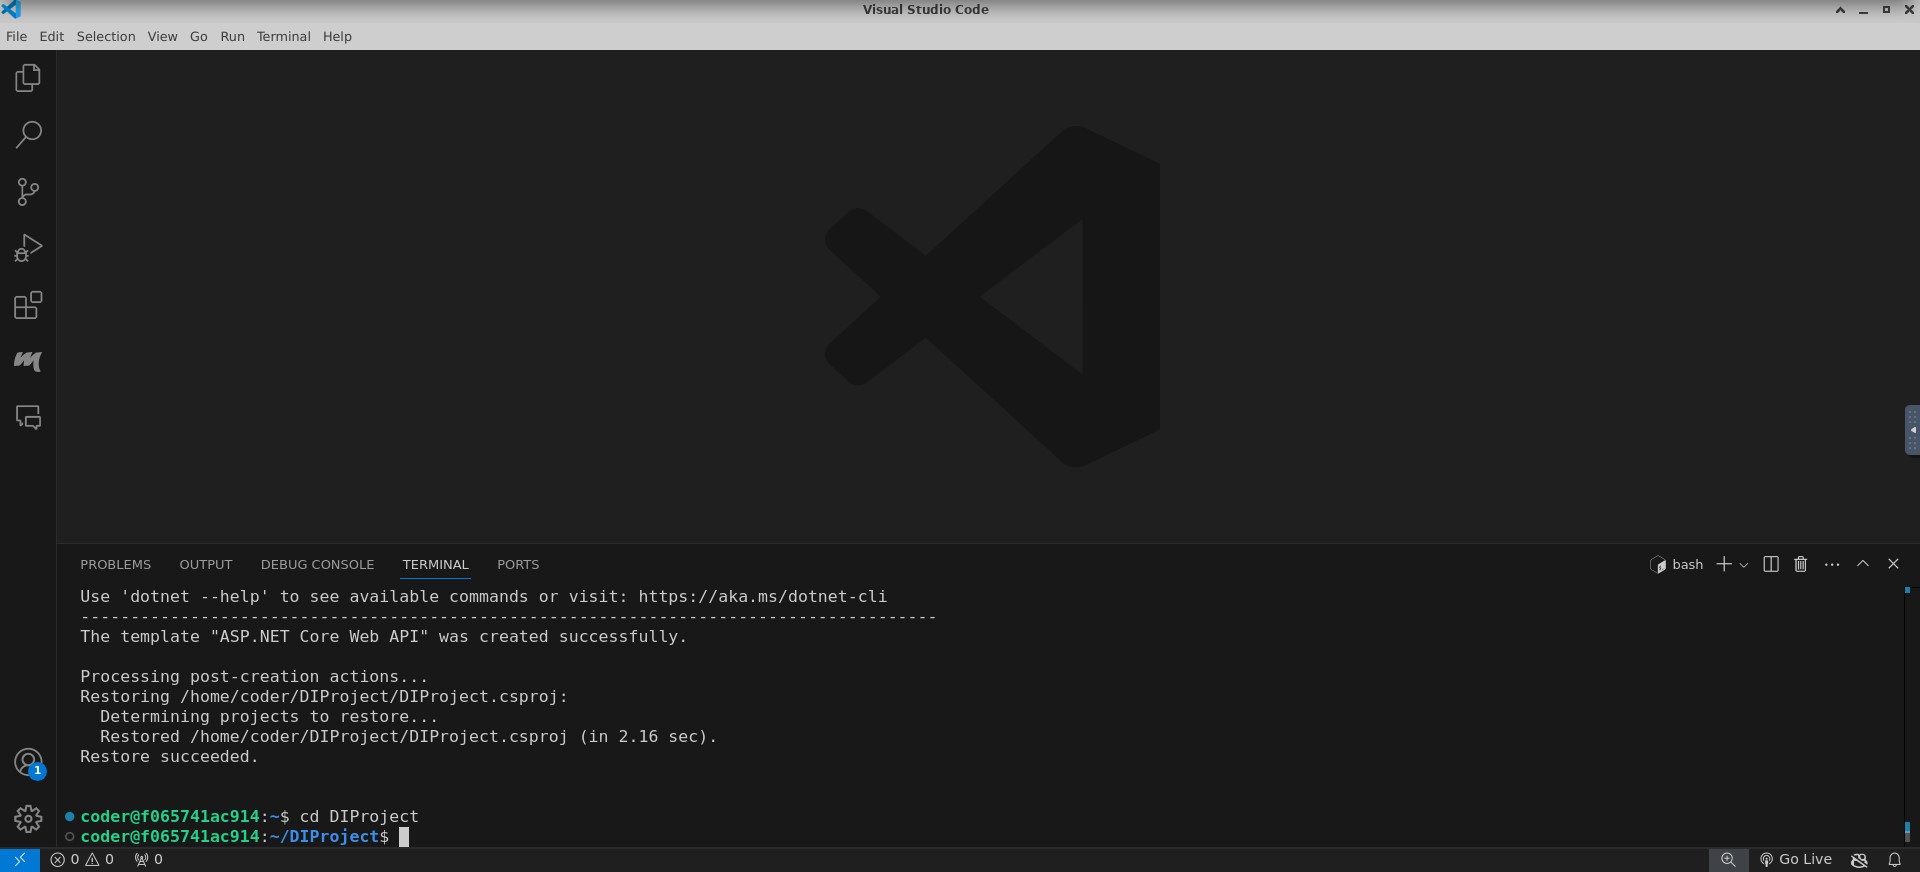 Visual Studio Code
File Edit Selection View Go Run Terminal Help
PROBLEMS OUTPUT DEBUG CONSOLE TERMINAL PORTS bash
Use 'dotnet --help' to see available commands or visit: https://aka.ms/dotnet-cli
--------------------------------------------------------------------------------------
The template "ASP.NET Core Web API" was created successfully.
Processing post-creation actions...
Restoring /home/coder/DIProject/DIProject.csproj:
  Determining projects to restore...
  Restored /home/coder/DIProject/DIProject.csproj (in 2.16 sec).
Restore succeeded.
1
coder@f065741ac914:~$ cd DIProject
coder@f065741ac914:~/DIProject$
0 0 0 Go Live